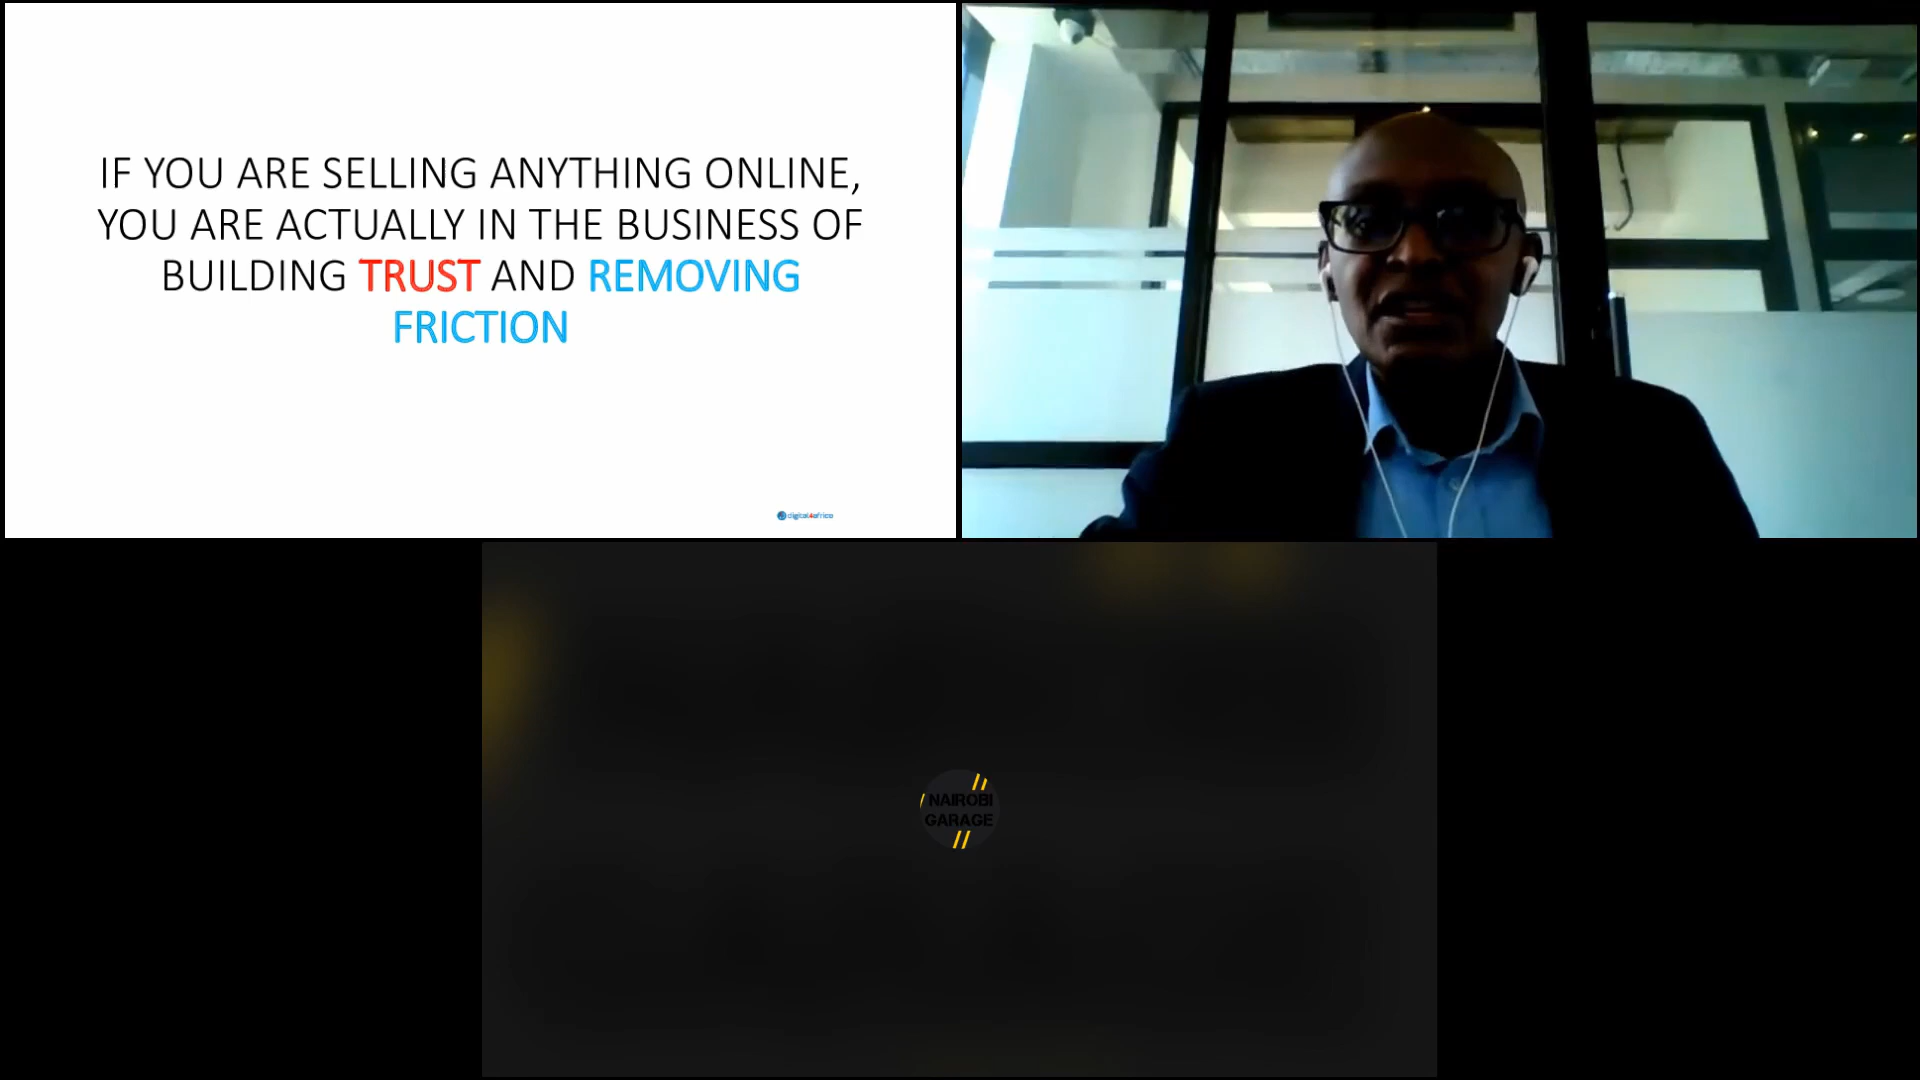 IF YOU ARE SELLING ANYTHING ONLINE,
YOU ARE ACTUALLY IN THE BUSINESS OF
BUILDING TRUST AND REMOVING
FRICTION
digital4africa
NAIROBI
GARAGE